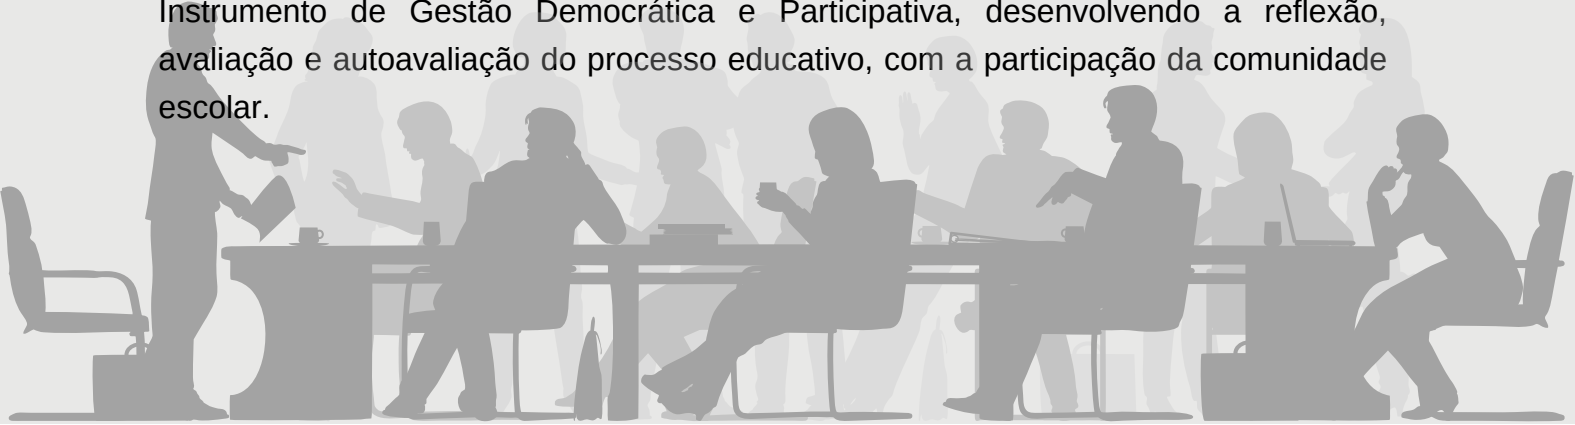 Instrumento de Gestão Democrática e Participativa, desenvolvendo a reflexão,
avaliação e autoavaliação do processo educativo, com a participação da comunidade
escolar.